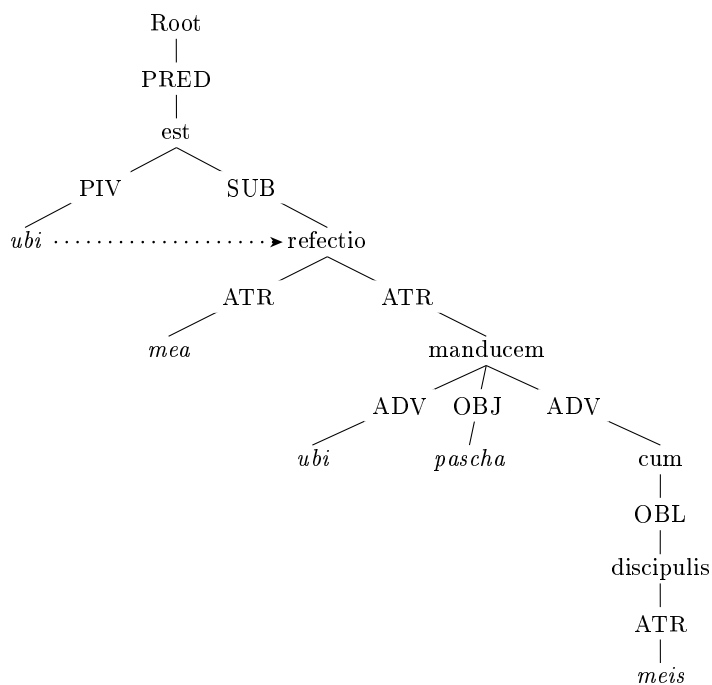 Root
PRED
est
PIV SUB
ubi refectio
ATR ATR
mea manducem
ADV OBJ ADV
ubi pascha cum
OBL
discipulis
ATR
meis